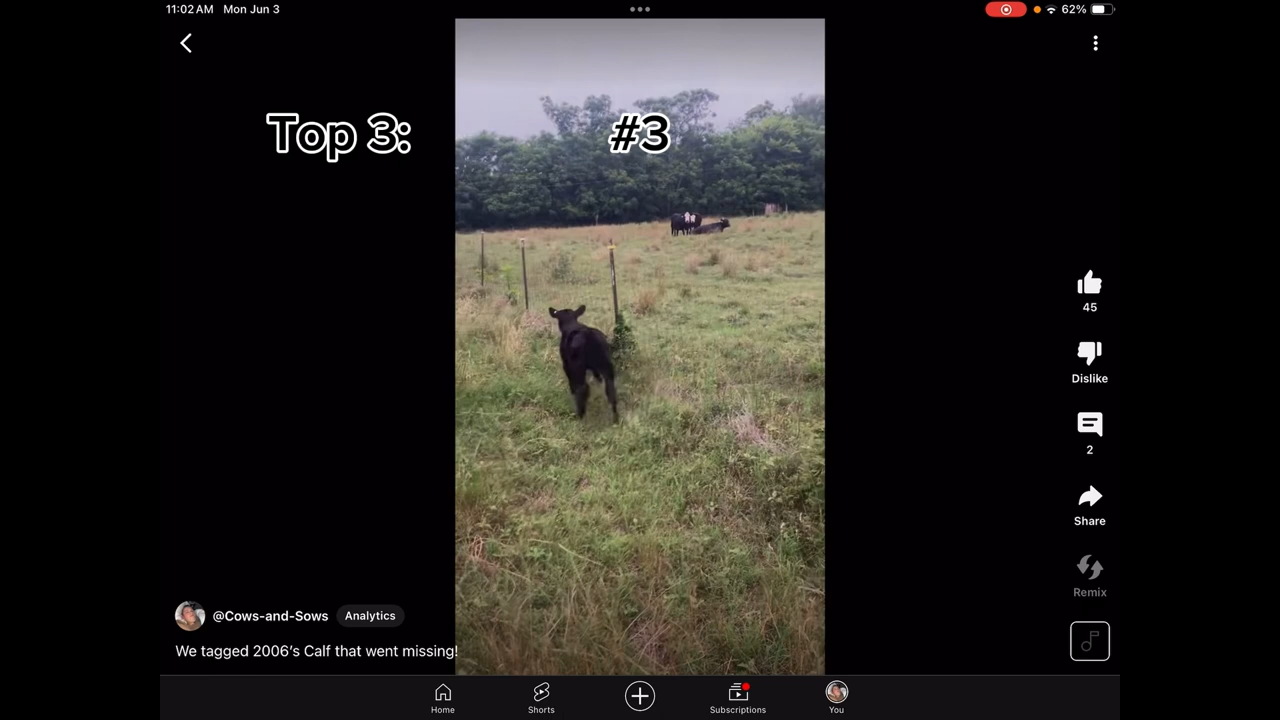 11:02 AM Mon Jun 3
62%
Top 3:
#3
45
Dislike
2
Share
Remix
@Cows-and-Sows Analytics
We tagged 2006’s Calf that went missing!
Home Shorts Subscriptions You